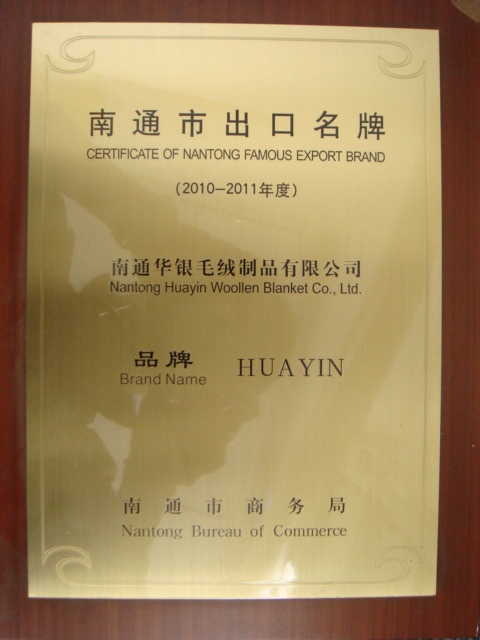 南通市出口名牌
CERTIFICATE OF NANTONG FAMOUS EXPORT BRAND
(2010-2011年度)
南通华银毛绒制品有限公司
Nantong Huayin Woollen Blanket Co., Ltd.
品牌 HUAYIN
Brand Name
南通市商务局
Nantong Bureau of Commerce